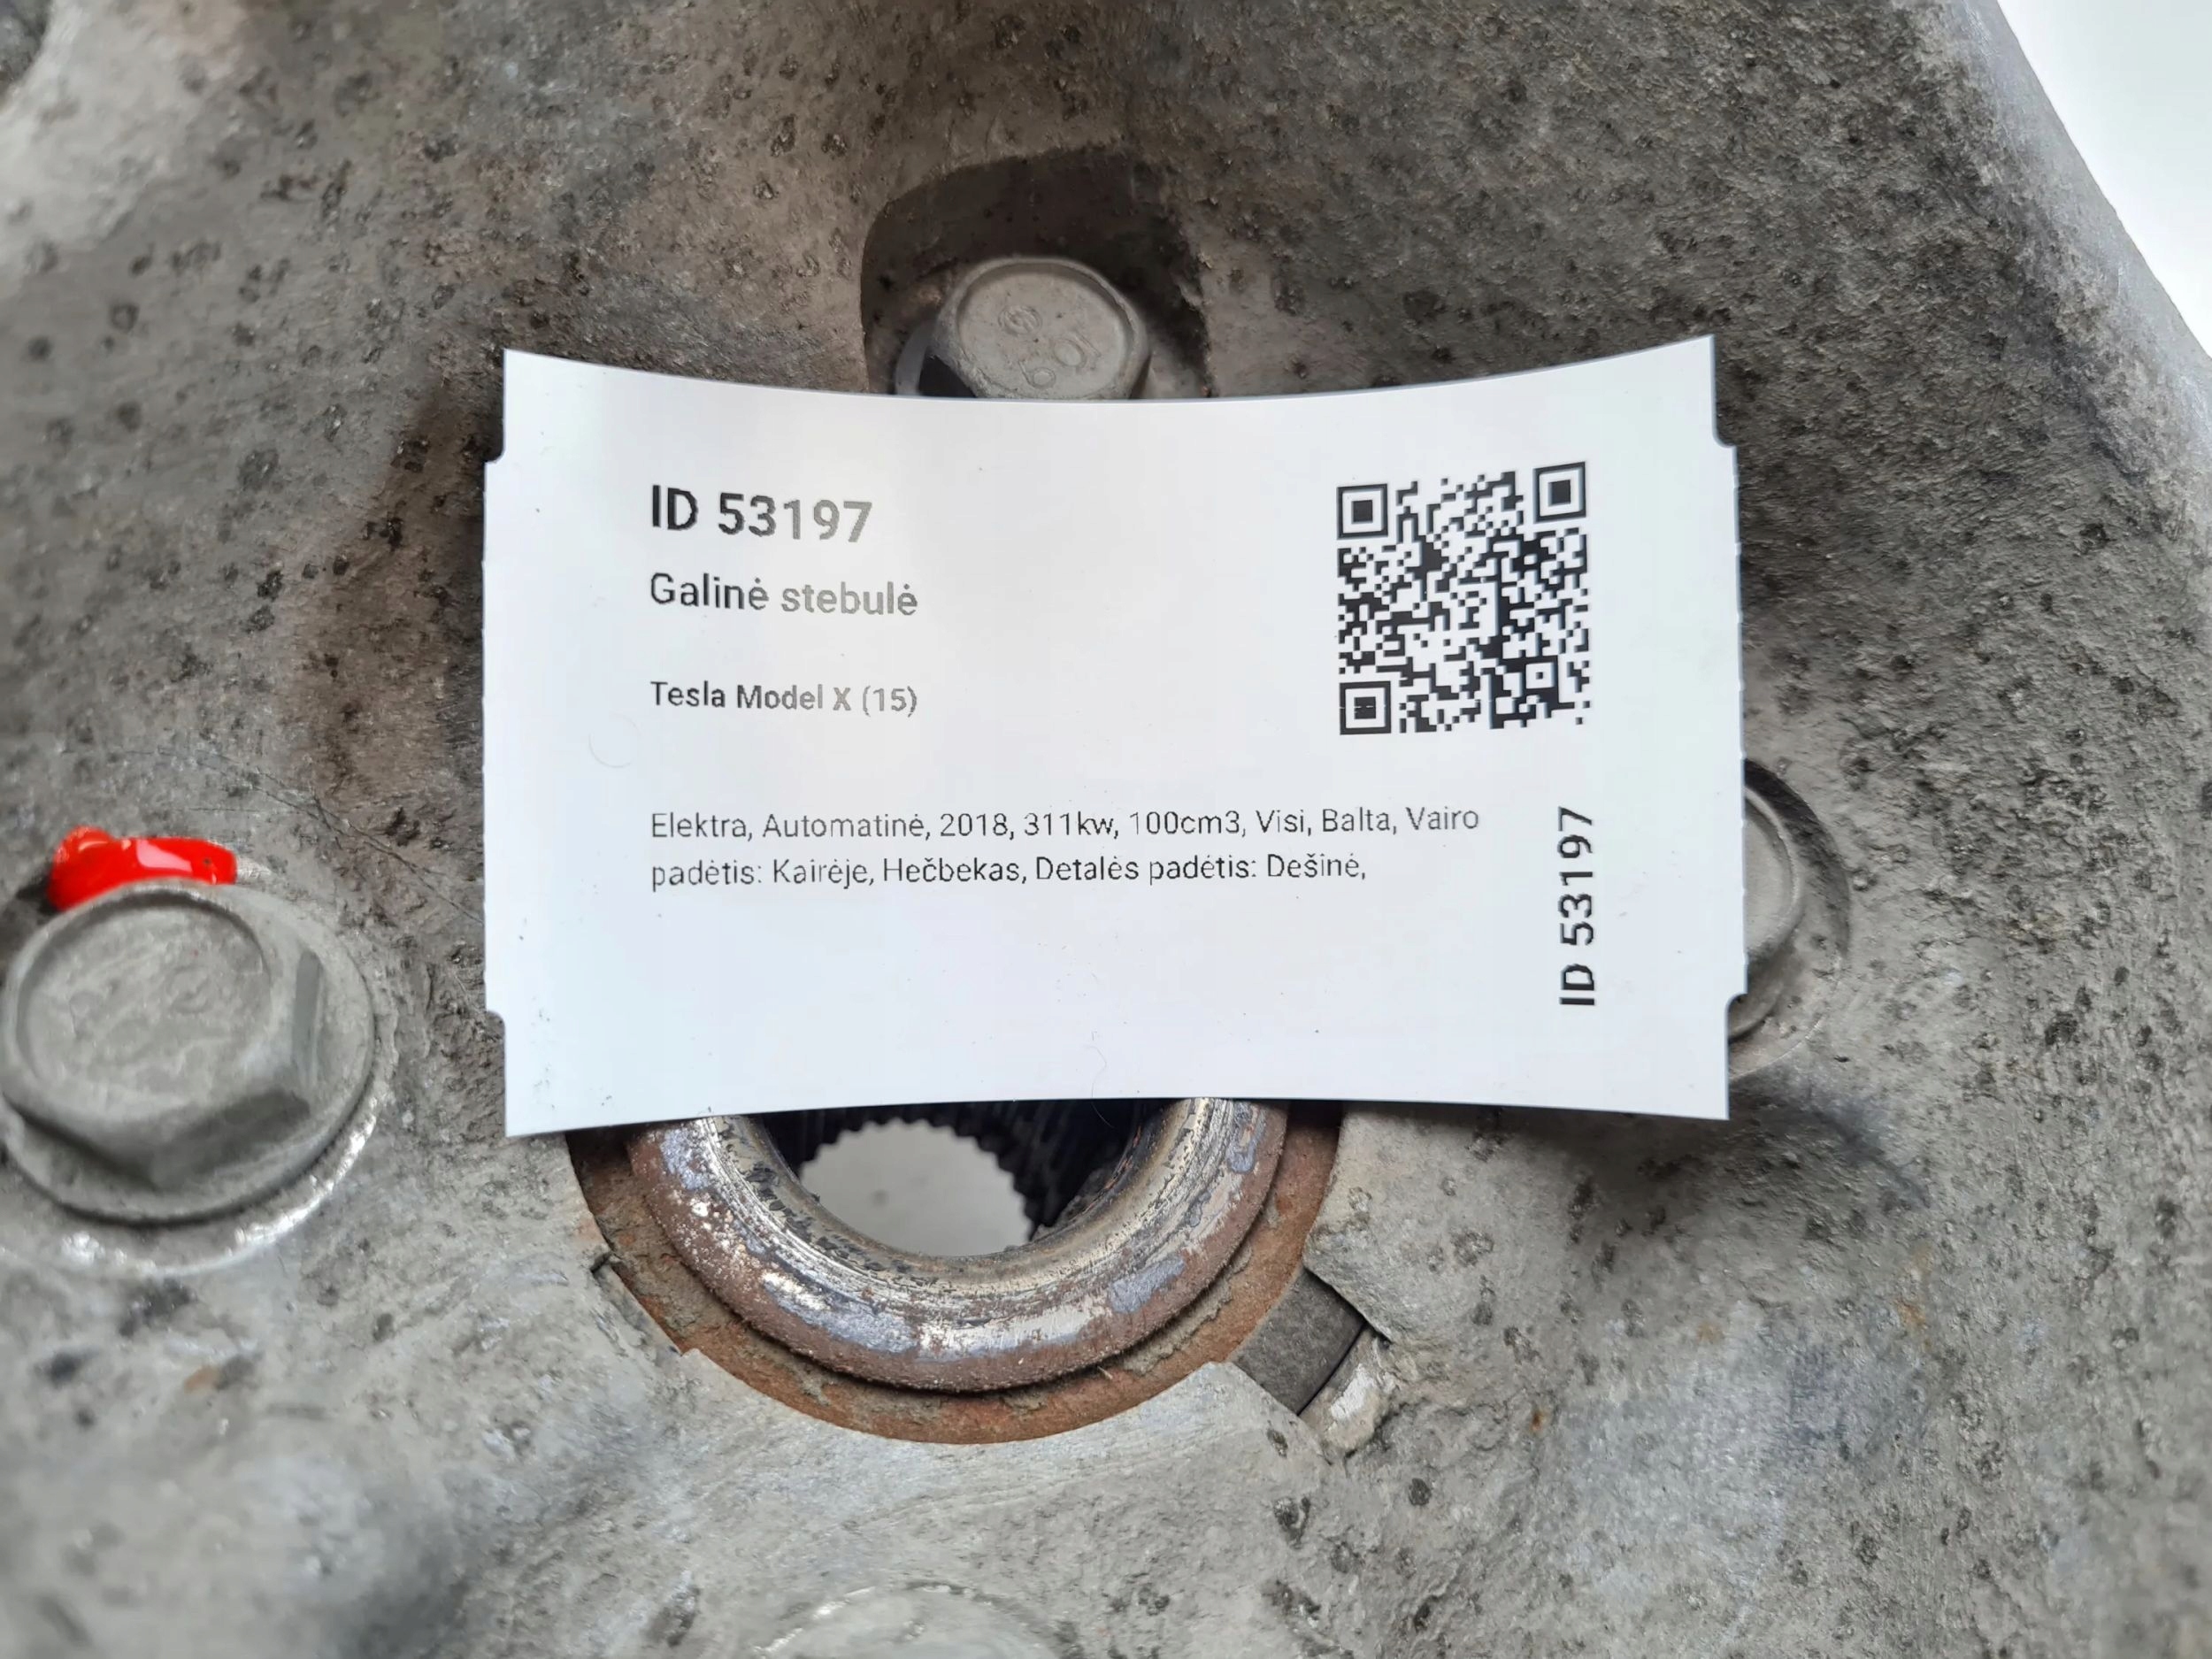 ID 53197
Galinė stebulė
Tesla Model X (15)
Elektra, Automatinė, 2018, 311kw, 100cm3, Visi, Balta, Vairo
padėtis: Kairėje, Hečbekas, Detalės padėtis: Dešinė,
ID 53197